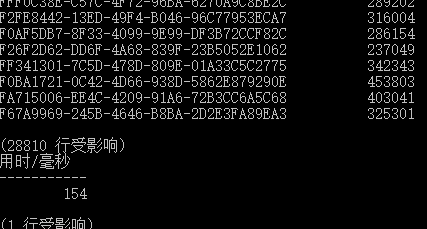 FFF0C38E-C57C-4F72-96BA-6270A9C8BE2C 289202
F2FE8442-13ED-49F4-B046-96C77953ECA7 316004
F0AF5DB7-8F33-4099-9E99-DF3B72CCF82C 286154
F26F2D62-DD6F-4A68-839F-23B5052E1062 237049
FF341301-7C5D-478D-809E-01A33C5C2775 342343
F0BA1721-0C42-4D66-938D-5862E879290E 453803
FA715006-EE4C-4209-91A6-72B3CC6A5C68 403041
F67A9969-245B-4646-B8BA-2D2E3FA89EA3 325301
(28810 行受影响)
用时/毫秒
-----------
154
(1 行受影响)